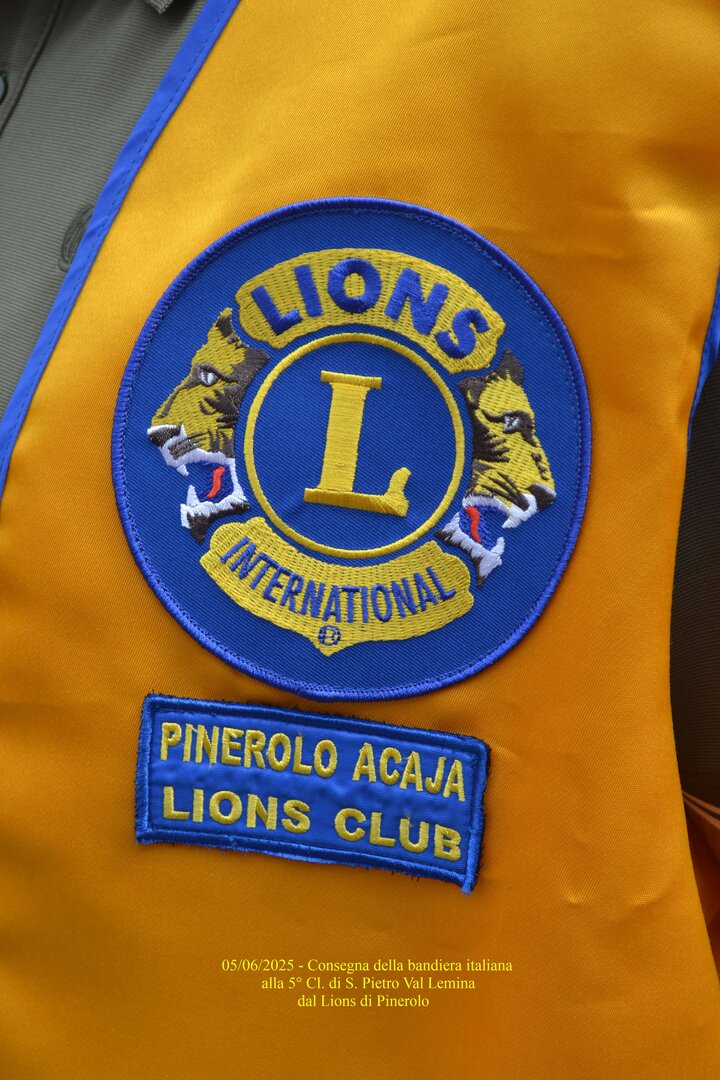 LIONS
L
INTERNATIONAL
®
PINEROLO ACAJA
LIONS CLUB
05/06/2025 - Consegna della bandiera italiana
alla 5° Cl. di S. Pietro Val Lemina
dal Lions di Pinerolo